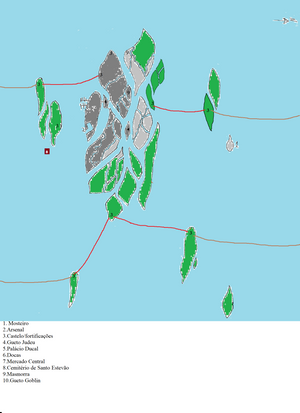 1. Mosteiro
2.Arsenal
3.Castelo/fortificações
4.Gueto Judeu
5.Palácio Ducal
6.Docas
7.Mercado Central
8.Cemitério de Santo Estevão
9.Masmorra
10.Gueto Goblin